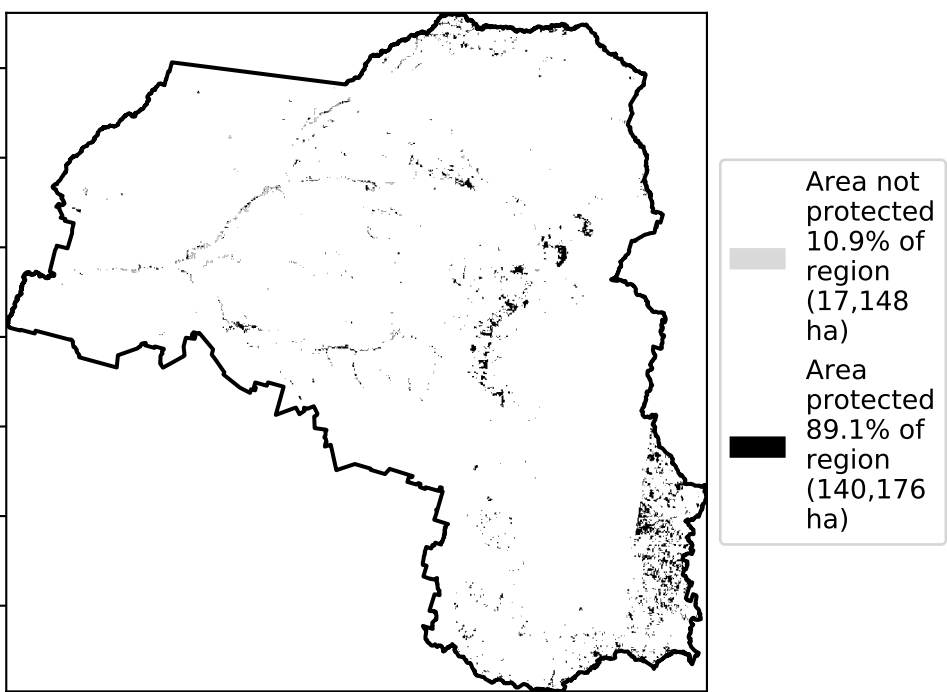 Area not
protected
10.9% of
region
(17,148
ha)
Area
protected
89.1% of
region
(140,176
ha)